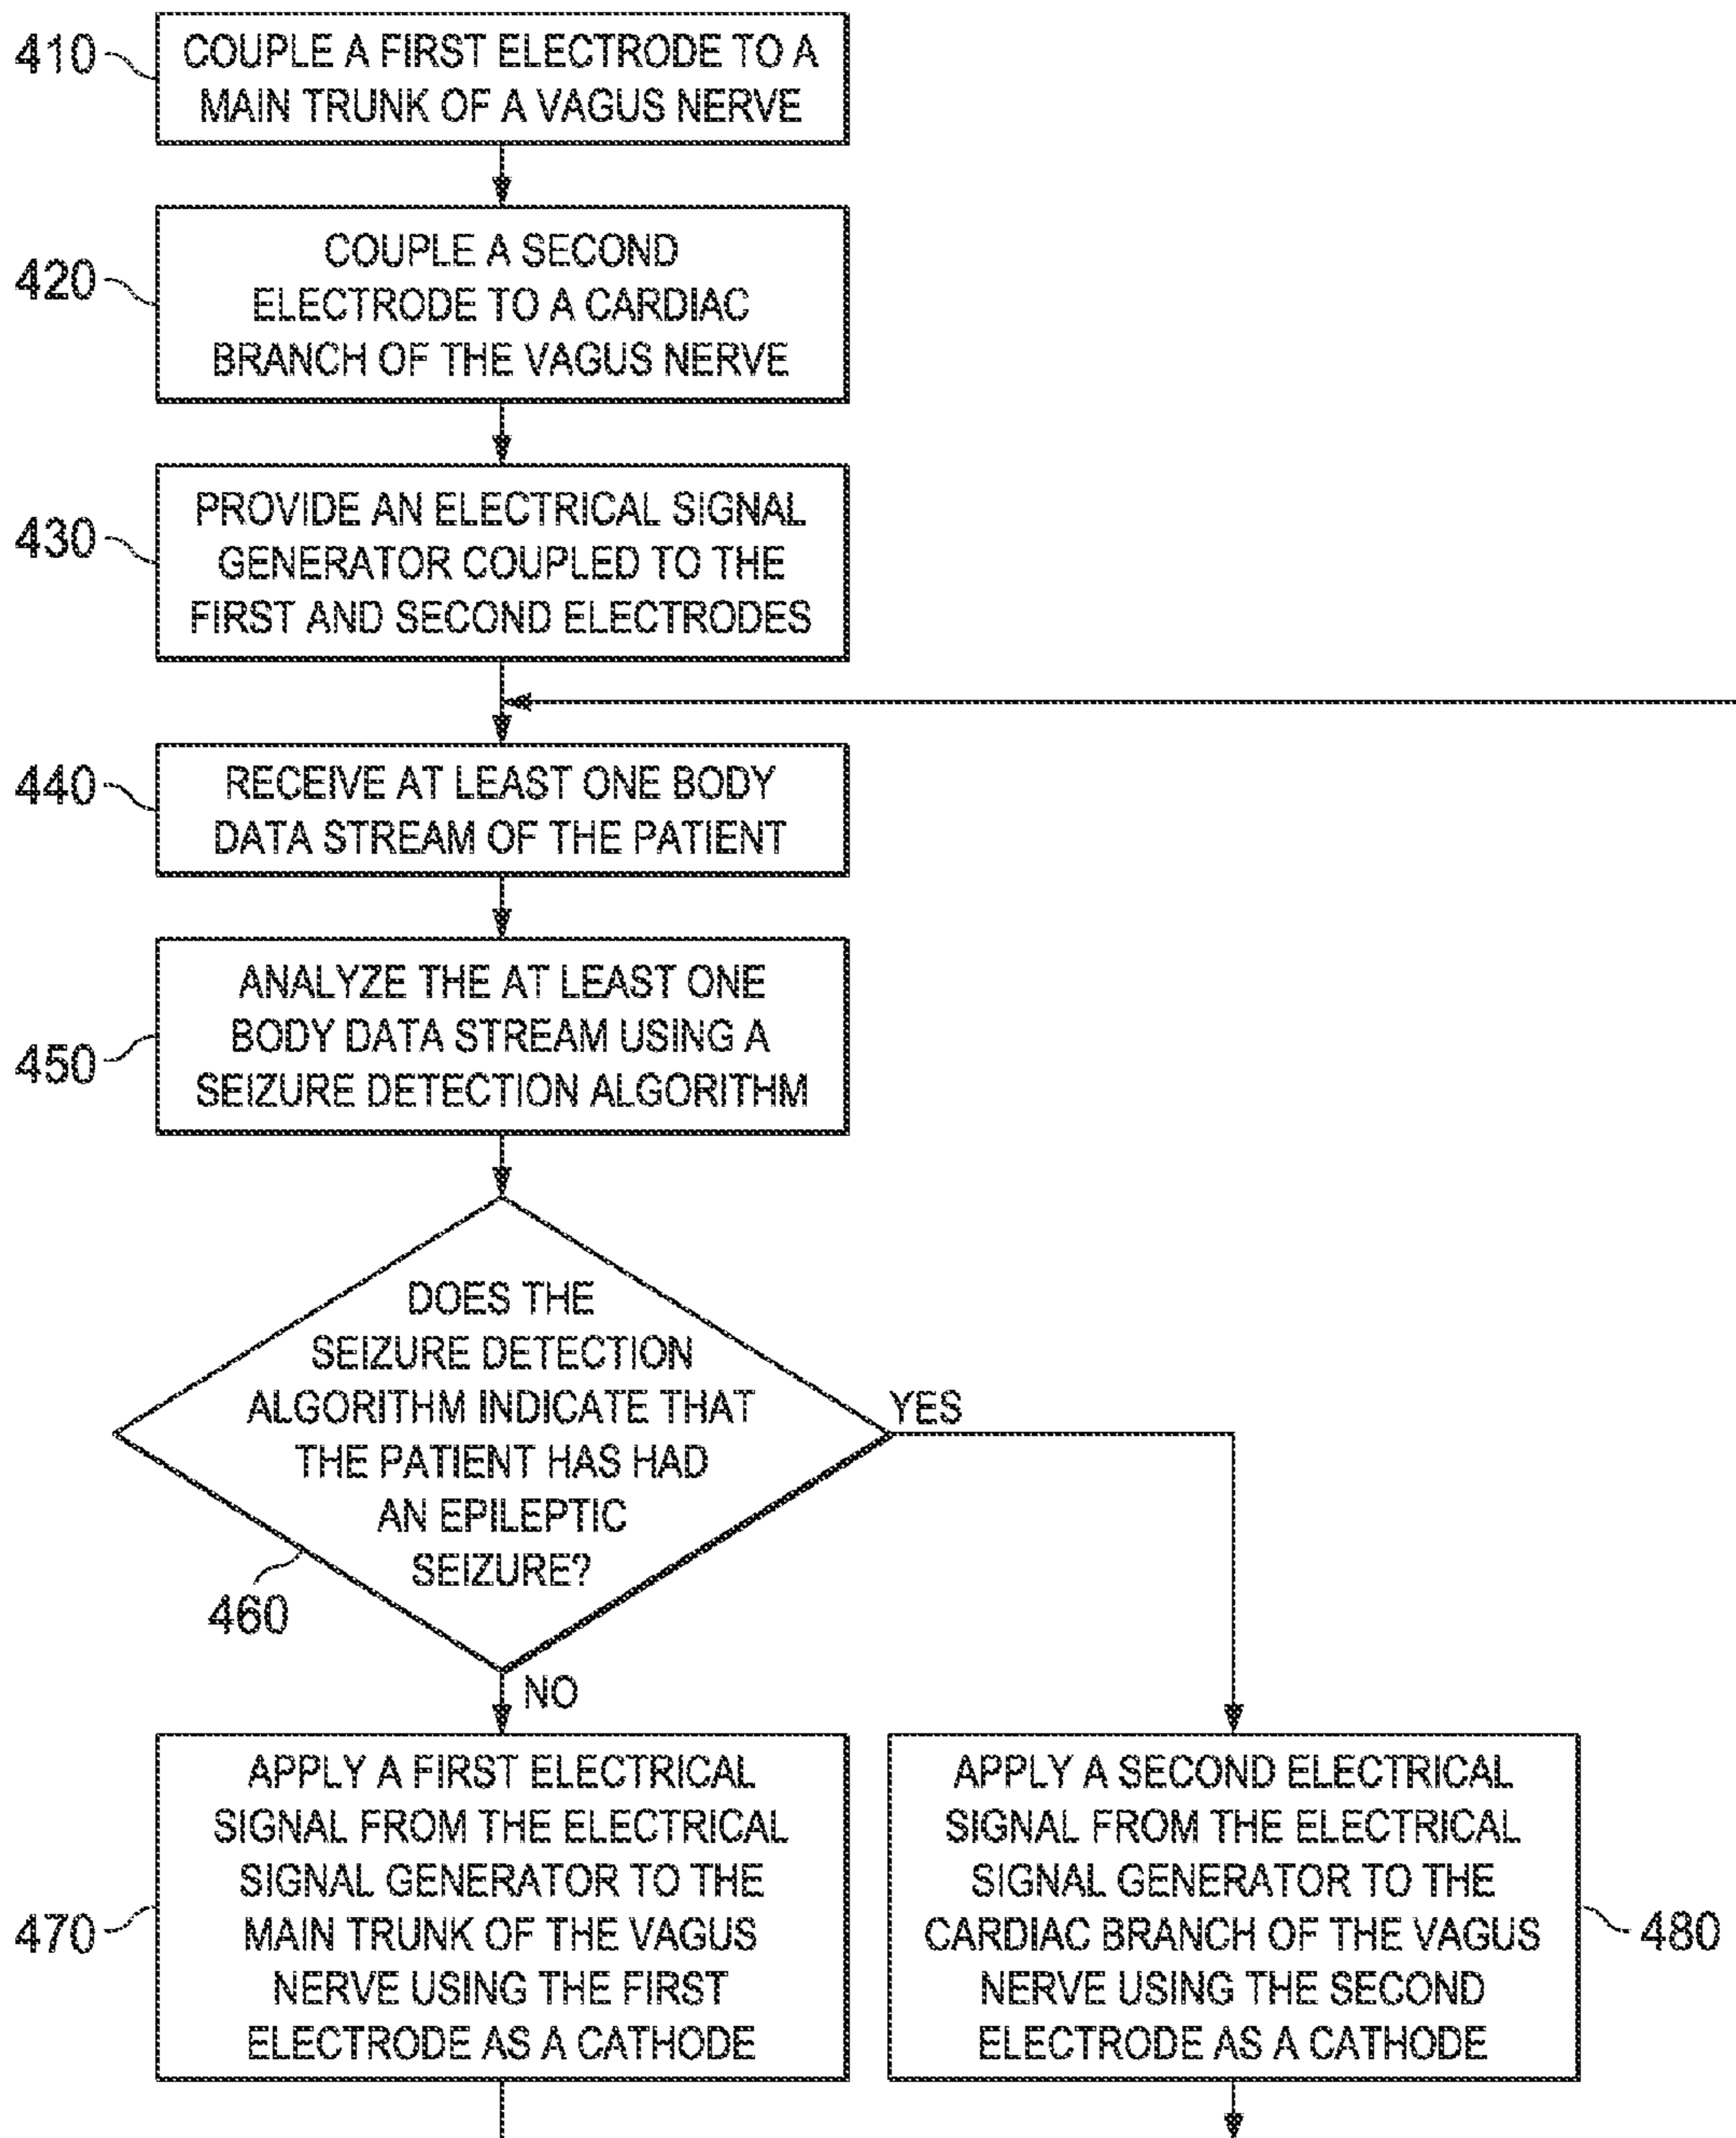 410
COUPLE A FIRST ELECTRODE TO A
MAIN TRUNK OF A VAGUS NERVE
420
COUPLE A SECOND
ELECTRODE TO A CARDIAC
BRANCH OF THE VAGUS NERVE
430
PROVIDE AN ELECTRICAL SIGNAL
GENERATOR COUPLED TO THE
FIRST AND SECOND ELECTRODES
440
RECEIVE AT LEAST ONE BODY
DATA STREAM OF THE PATIENT
450
ANALYZE THE AT LEAST ONE
BODY DATA STREAM USING A
SEIZURE DETECTION ALGORITHM
DOES THE
SEIZURE DETECTION
ALGORITHM INDICATE THAT
THE PATIENT HAS HAD
AN EPILEPTIC
SEIZURE?
460
YES
NO
470
APPLY A FIRST ELECTRICAL
SIGNAL FROM THE ELECTRICAL
SIGNAL GENERATOR TO THE
MAIN TRUNK OF THE VAGUS
NERVE USING THE FIRST
ELECTRODE AS A CATHODE
APPLY A SECOND ELECTRICAL
SIGNAL FROM THE ELECTRICAL
SIGNAL GENERATOR TO THE
CARDIAC BRANCH OF THE VAGUS
NERVE USING THE SECOND
ELECTRODE AS A CATHODE
480